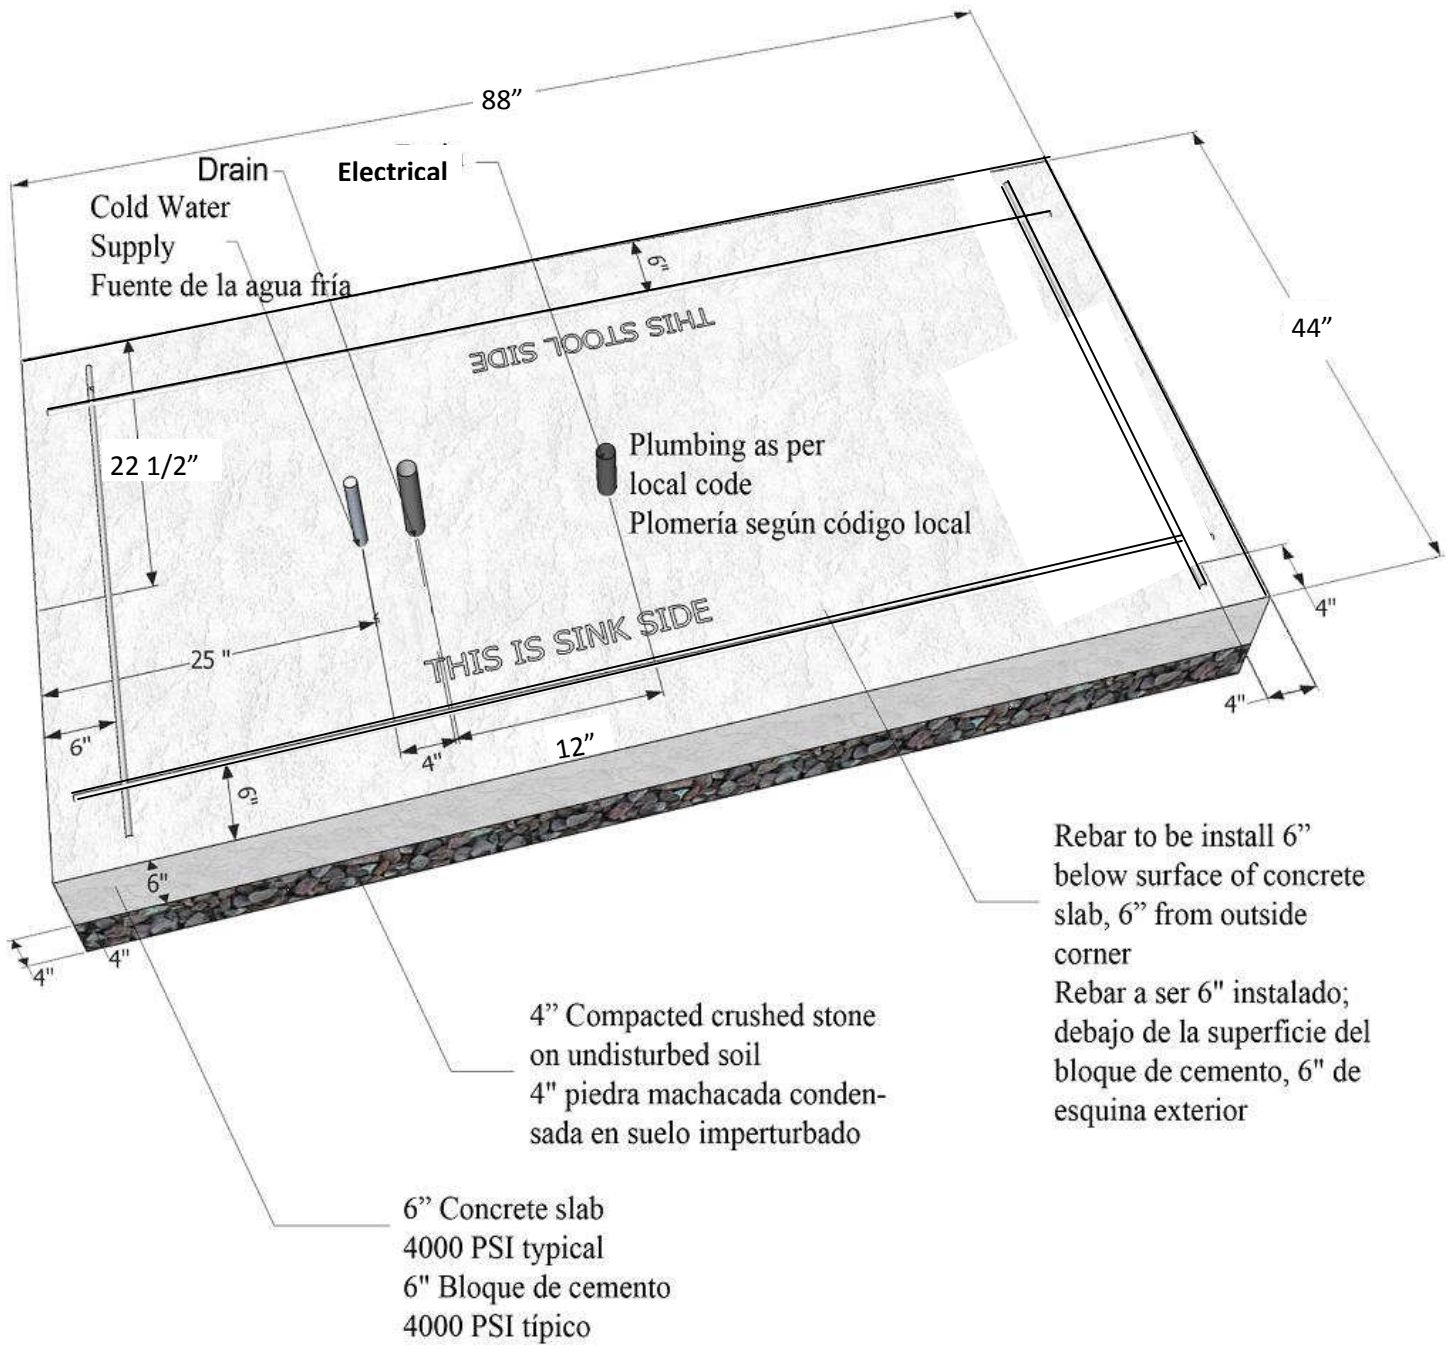 88”
Drain
Electrical
Cold Water
Supply
Fuente de la agua fría
6"
THIS STOOL SIDE
44”
22 1/2”
Plumbing as per
local code
Plomería según código local
THIS IS SINK SIDE
25 "
6"
4"
12”
6"
4"
4"
6"
4"
4"
Rebar to be install 6”
below surface of concrete
slab, 6” from outside
corner
Rebar a ser 6" instalado;
debajo de la superficie del
bloque de cemento, 6" de
esquina exterior
4” Compacted crushed stone
on undisturbed soil
4" piedra machacada conden-
sada en suelo imperturbado
6” Concrete slab
4000 PSI typical
6" Bloque de cemento
4000 PSI típico